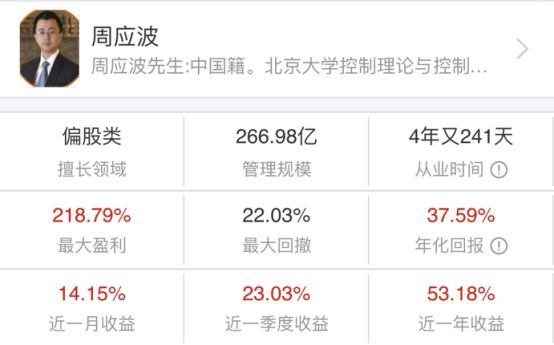 周应波
周应波先生:中国籍。北京大学控制理论与控制...
偏股类
266.98亿
4年又241天
擅长领域
管理规模
从业时间
218.79%
22.03%
37.59%
最大盈利
最大回撤
年化回报
14.15%
23.03%
53.18%
近一月收益
近一季度收益
近一年收益